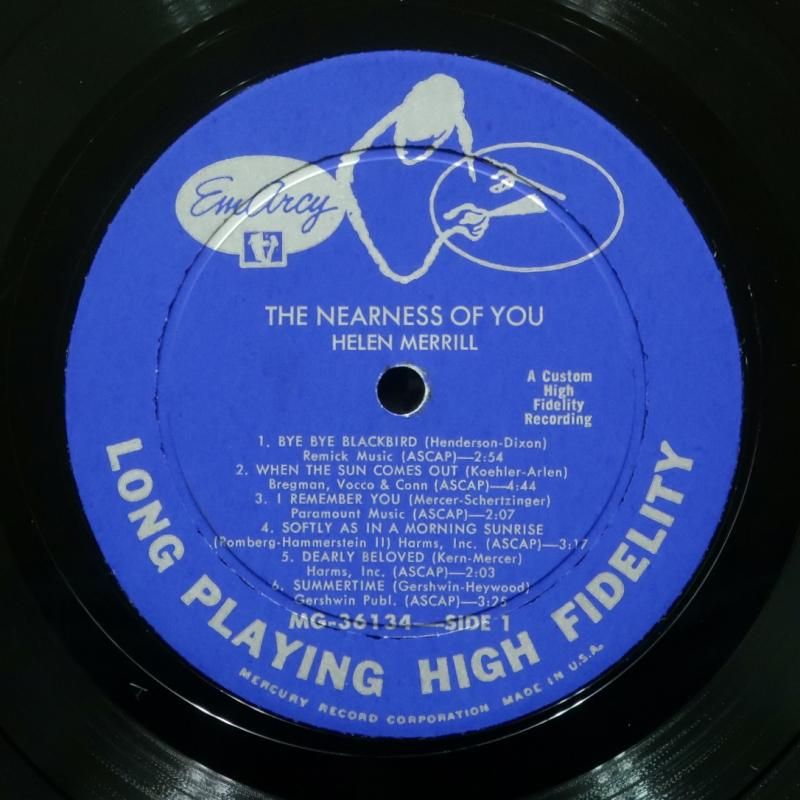 EmArcy
THE NEARNESS OF YOU
HELEN MERRILL
A Custom
High
Fidelity
Recording
1. BYE BYE BLACKBIRD (Henderson-Dixon)
Remick Music (ASCAP)—2:54
2. WHEN THE SUN COMES OUT (Koehler-Arlen)
Bregman, Vocco & Conn (ASCAP)—4:44
3. I REMEMBER YOU (Mercer-Schertzinger)
Paramount Music (ASCAP)—2:07
4. SOFTLY AS IN A MORNING SUNRISE
(Romberg-Hammerstein II) Harms, Inc. (ASCAP)—3:17
5. DEARLY BELOVED (Kern-Mercer)
Harms, Inc. (ASCAP)—2:03
6. SUMMERTIME (Gershwin-Heywood)
Gershwin Publ. (ASCAP)—3:25
MG-36134—SIDE 1
LONG PLAYING HIGH FIDELITY
MERCURY RECORD CORPORATION MADE IN U.S.A.